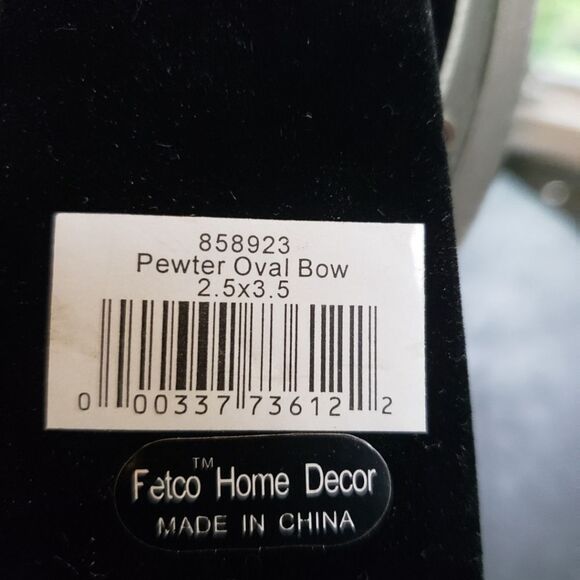 858923
Pewter Oval Bow
2.5x3.5
0 00337 73612 2
Fetco™ Home Decor
MADE IN CHINA